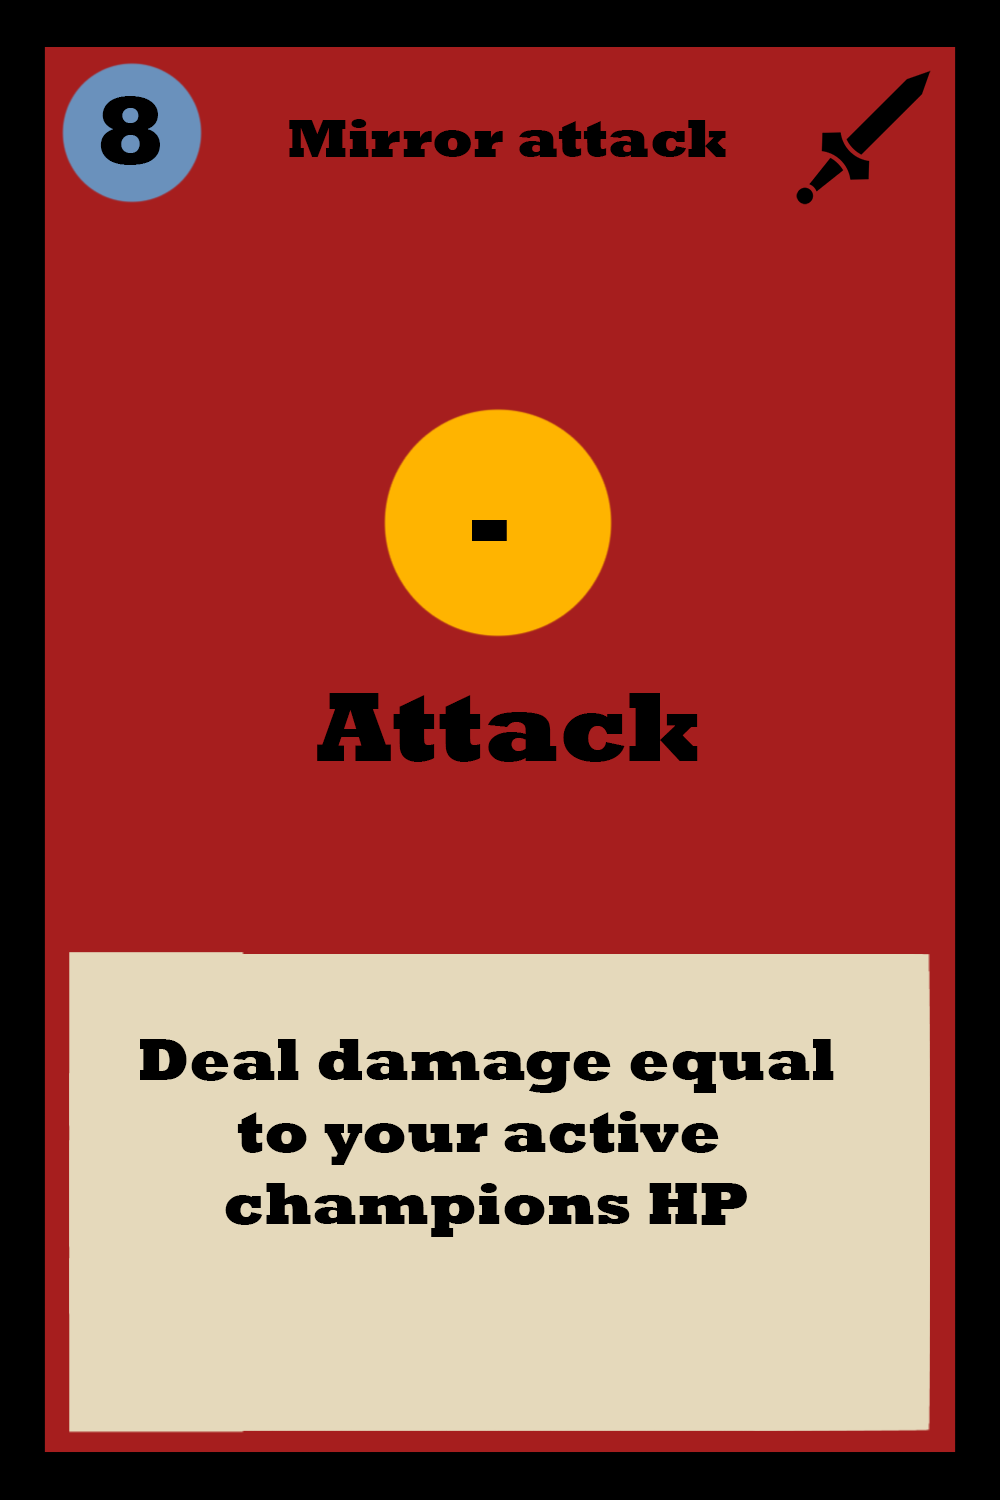 8
Mirror attack
-
Attack
Deal damage equal
to your active
champions HP